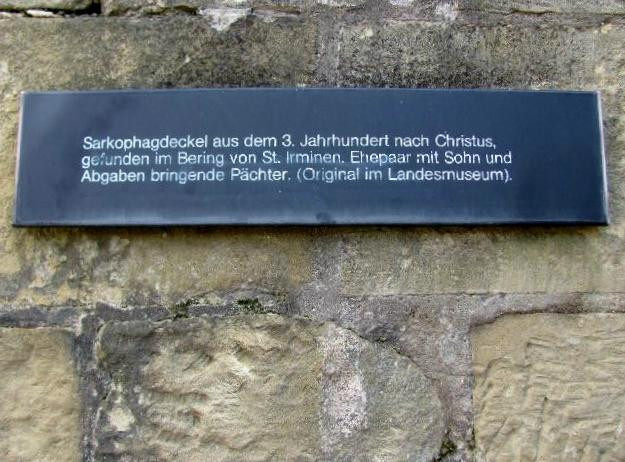 Sarkophagdeckel aus dem 3. Jahrhundert nach Christus,
gefunden im Bering von St. Irminen. Ehepaar mit Sohn und
Abgaben bringende Pächter. (Original im Landesmuseum).